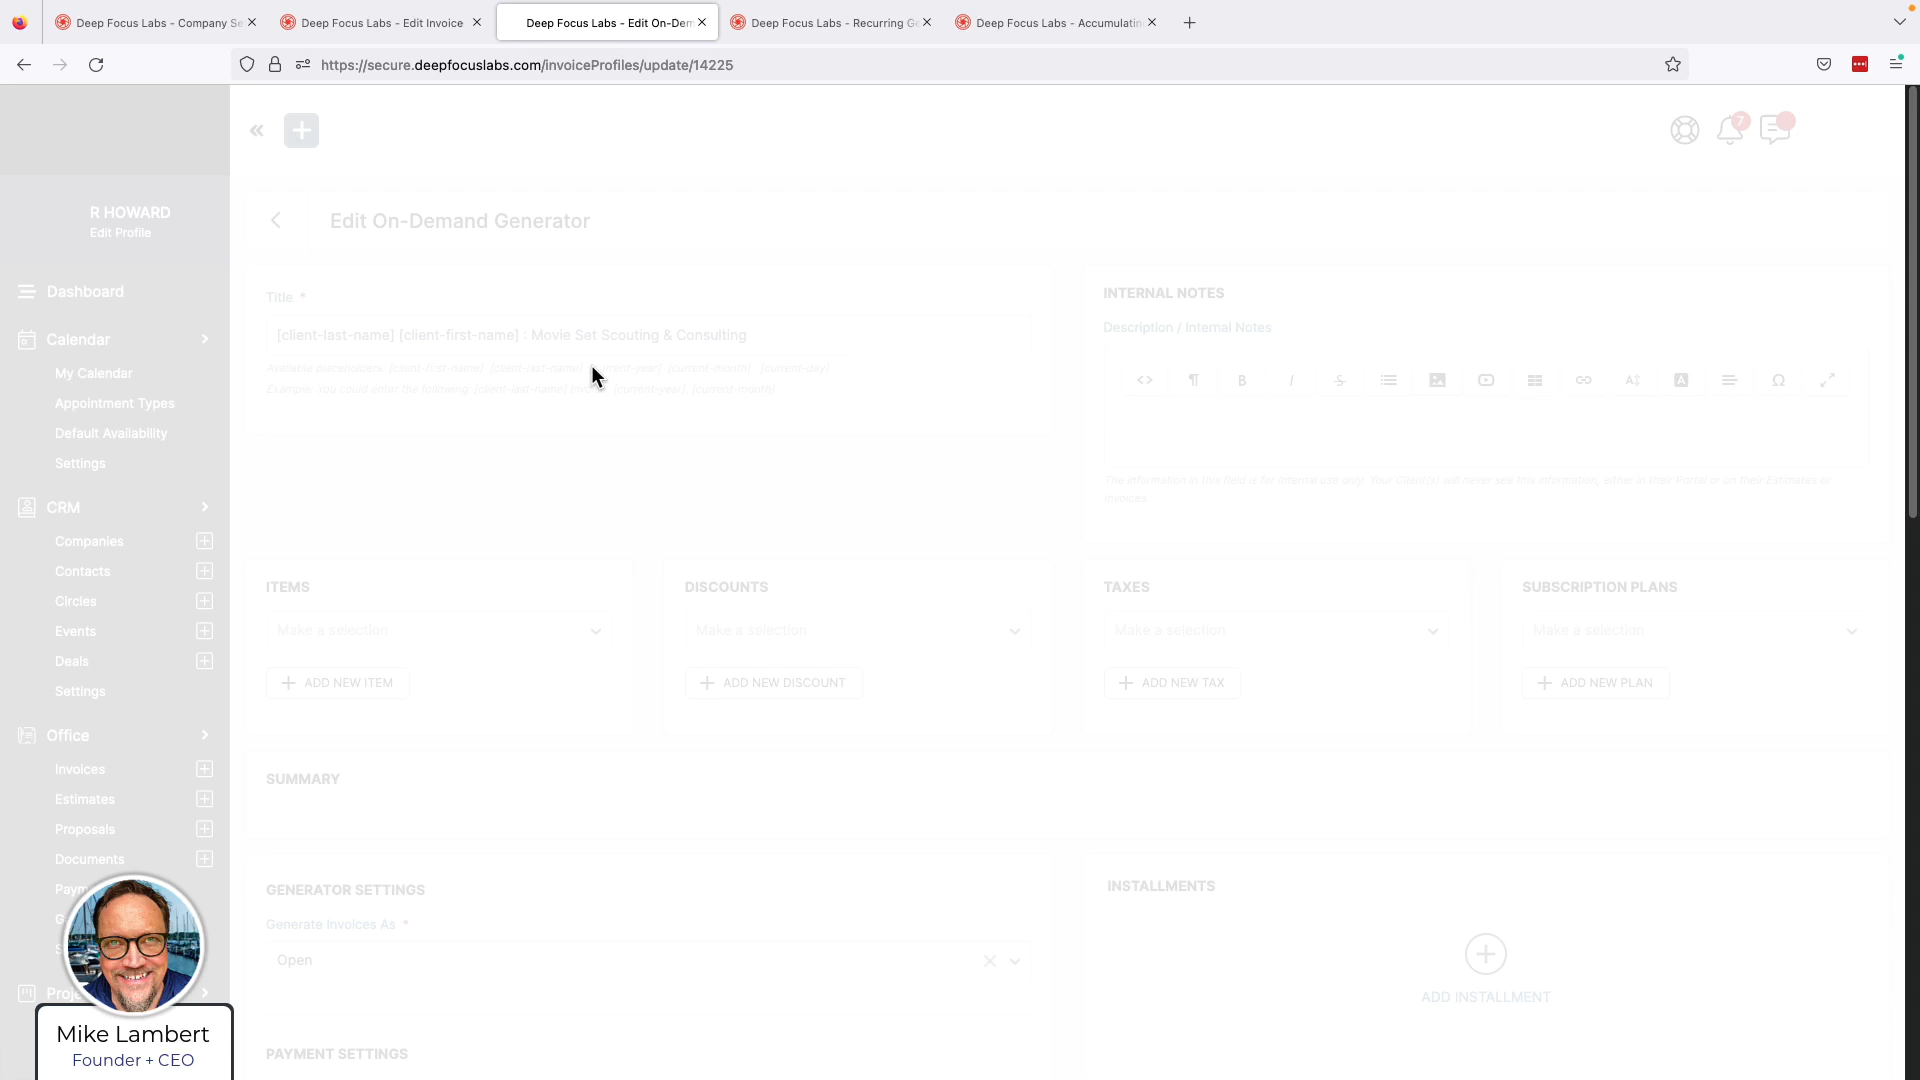 Deep Focus Labs - Company Se
Deep Focus Labs - Edit Invoice
Deep Focus Labs - Edit On-Dem
Deep Focus Labs - Recurring Ge
Deep Focus Labs - Accumulatin
https://secure.deepfocuslabs.com/invoiceProfiles/update/14225
7
R HOWARD
Edit Profile
Edit On-Demand Generator
Dashboard
Calendar
My Calendar
Appointment Types
Default Availability
Settings
CRM
Companies
Contacts
Circles
Events
Deals
Settings
Office
Invoices
Estimates
Proposals
Documents
Title *
[client-last-name] [client-first-name] : Movie Set Scouting & Consulting
Available placeholders: [client-first-name] [client-last-name] [current-year] [current-month] [current-day]
Example: You could enter the following: [client-last-name] Invoice [current-year], [current-month]
INTERNAL NOTES
Description / Internal Notes
The information in this field is for internal use only. Your Client(s) will never see this information, either in their Portal or on their Estimates or
Invoices.
ITEMS
Make a selection
ADD NEW ITEM
DISCOUNTS
Make a selection
ADD NEW DISCOUNT
TAXES
Make a selection
ADD NEW TAX
SUBSCRIPTION PLANS
Make a selection
ADD NEW PLAN
SUMMARY
GENERATOR SETTINGS
Generate Invoices As *
Open
INSTALLMENTS
ADD INSTALLMENT
PAYMENT SETTINGS
Mike Lambert
Founder + CEO